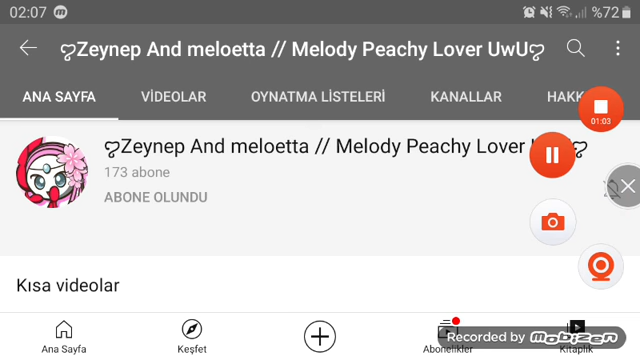 02:07 %72
ღZeynep And meloetta // Melody Peachy Lover UwUღ
ANA SAYFA VİDEOLAR OYNATMA LİSTELERİ KANALLAR HAKK
01:03
ღZeynep And meloetta // Melody Peachy Lover
173 abone
ABONE OLUNDU
Kısa videolar
Ana Sayfa Keşfet Abonelikler Kitaplık
Recorded by Mobizen